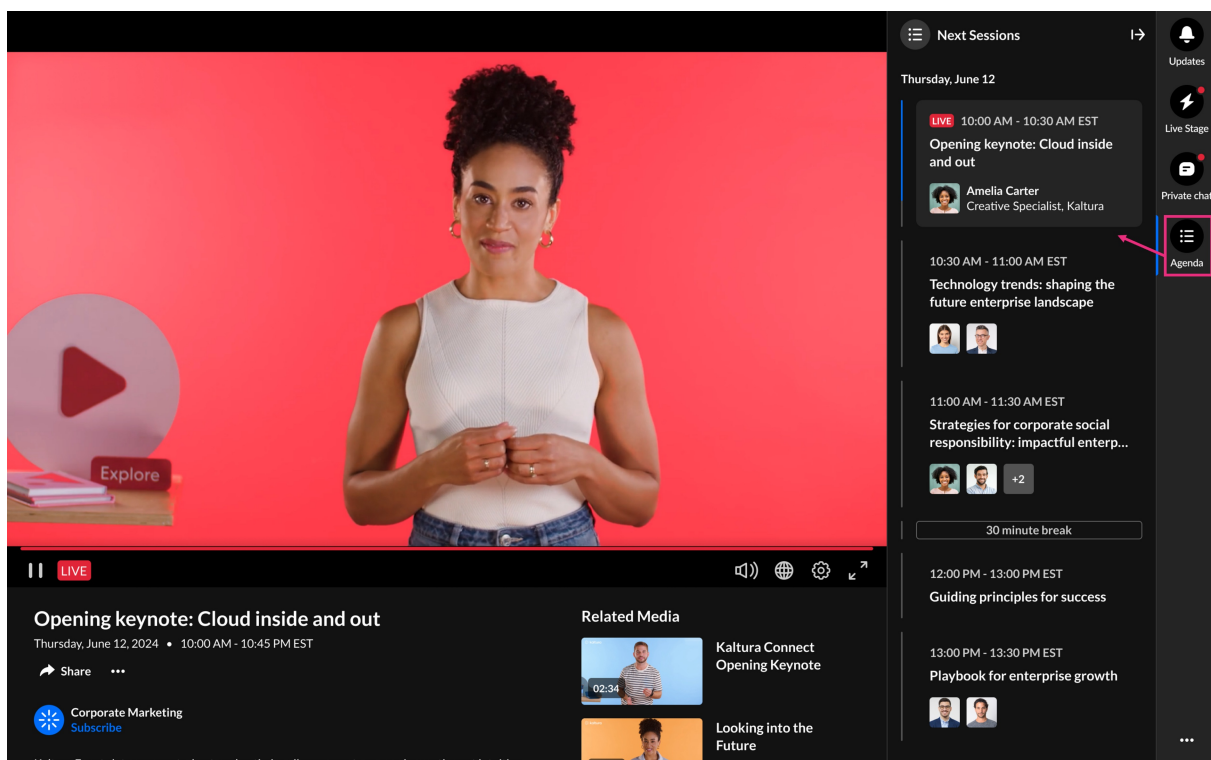 Next Sessions
Updates
Thursday, June 12
LIVE 10:00 AM - 10:30 AM EST
Opening keynote: Cloud inside
and out
Amelia Carter
Creative Specialist, Kaltura
Live Stage
Private chat
Agenda
10:30 AM - 11:00 AM EST
Technology trends: shaping the
future enterprise landscape
11:00 AM - 11:30 AM EST
Strategies for corporate social
responsibility: impactful enterp...
+2
30 minute break
12:00 PM - 13:00 PM EST
Guiding principles for success
13:00 PM - 13:30 PM EST
Playbook for enterprise growth
Explore
LIVE
Opening keynote: Cloud inside and out
Thursday, June 12, 2024 • 10:00 AM - 10:45 PM EST
Share
Corporate Marketing
Subscribe
Related Media
02:34
Kaltura Connect
Opening Keynote
Looking into the
Future